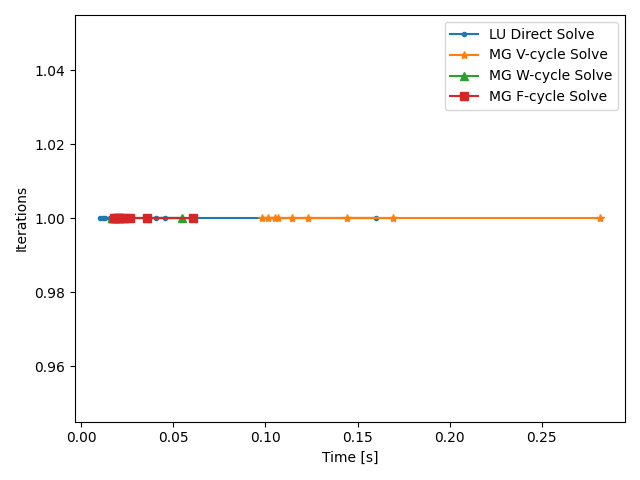 LU Direct Solve
MG V-cycle Solve
MG W-cycle Solve
MG F-cycle Solve
1.04
1.02
1.00
0.98
0.96
Iterations
0.00 0.05 0.10 0.15 0.20 0.25
Time [s]